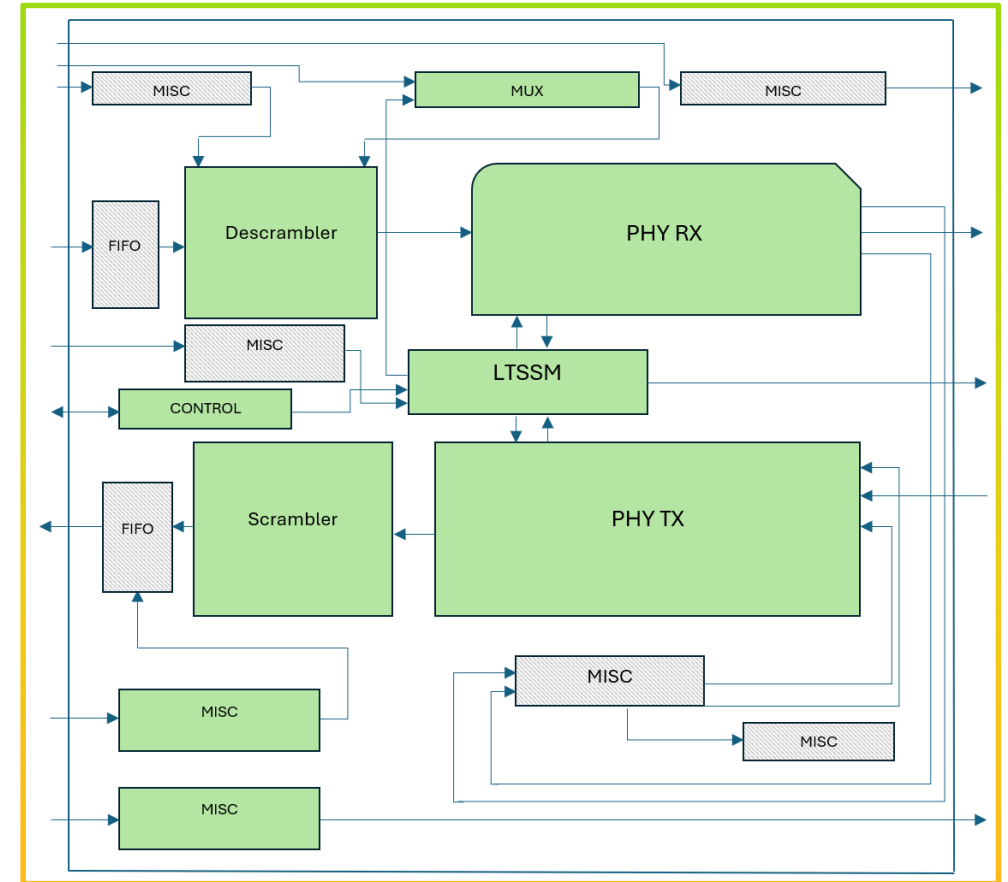 MISC
MUX
MISC
Descrambler
PHY RX
FIFO
MISC
LTSSM
CONTROL
Scrambler
PHY TX
FIFO
MISC
MISC
MISC
MISC